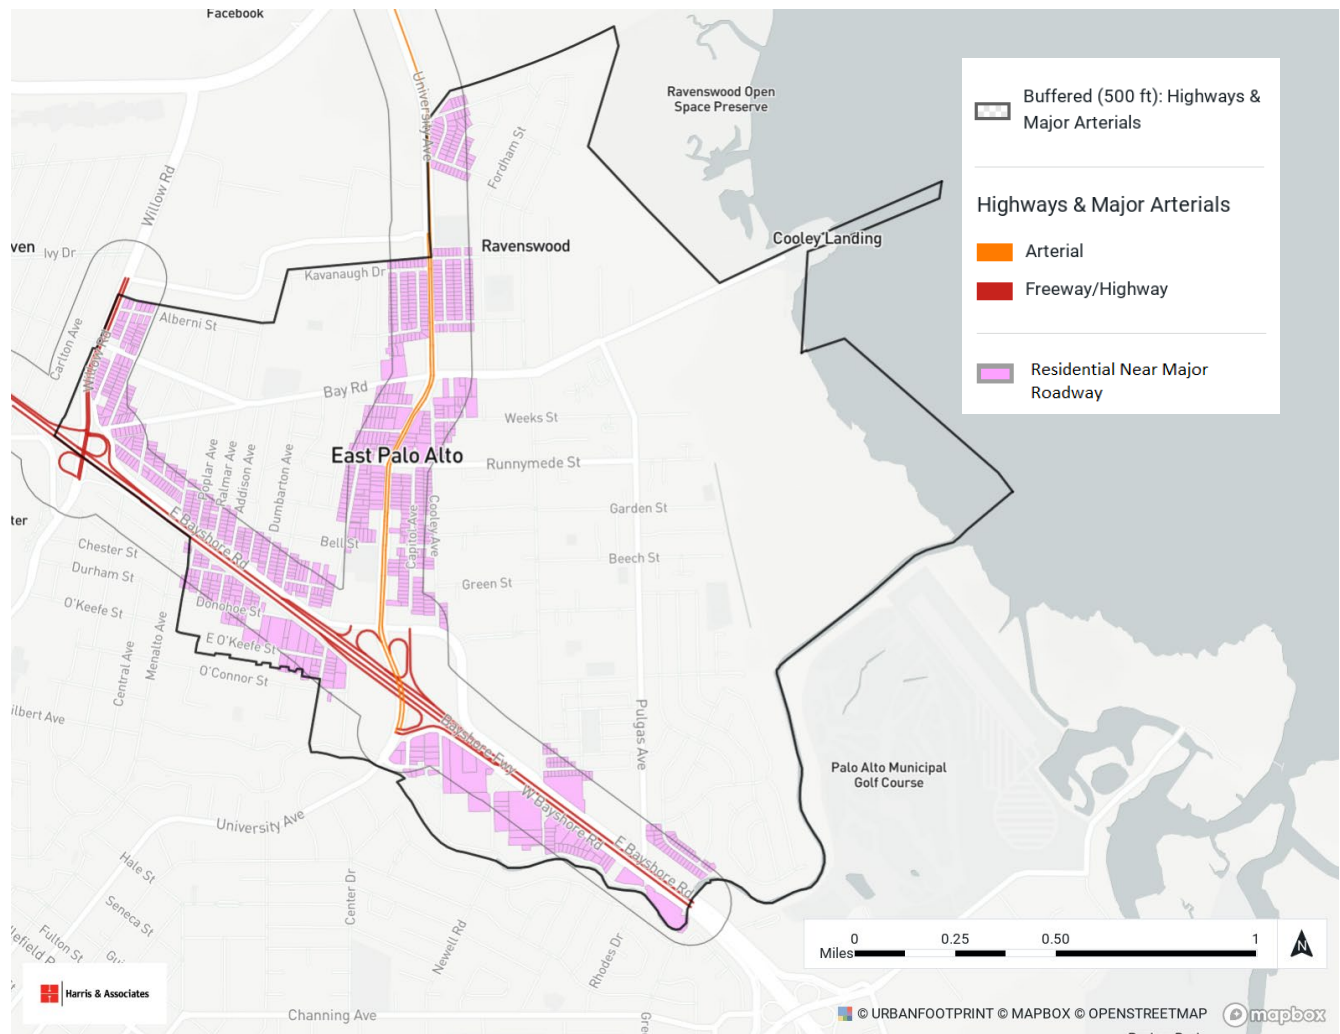 Facebook
Ravenswood Open
Space Preserve
Buffered (500 ft): Highways &
Major Arterials
Highways & Major Arterials
Arterial
Freeway/Highway
Residential Near Major
Roadway
University Ave
Fordham St
Willow Rd
Ravenswood
Cooley Landing
ven
Ivy Dr
Kavanaugh Dr
Alberni St
Carlton Ave
Willow Rd
Bay Rd
Weeks St
East Palo Alto
Runnymede St
Poplar Ave
Ralmar Ave
Addison Ave
Dumbarton Ave
Cooley Ave
Capitol Ave
Garden St
ter
E Bayshore Rd
Bell St
Beech St
Chester St
Durham St
Green St
O'Keefe St
Donohoe St
Menalto Ave
Central Ave
E O'Keefe St
O'Connor St
ilbert Ave
Pulgas Ave
Bayshore Fwy
Palo Alto Municipal
Golf Course
W Bayshore Rd
University Ave
E Bayshore Rd
Hale St
Center Dr
Seneca St
Newell Rd
Rhodes Dr
Fulton St
lefield R
Gu
Harris & Associates
Channing Ave
Gre
0 0.25 0.50 1
Miles
N
© URBANFOOTPRINT © MAPBOX © OPENSTREETMAP
mapbox